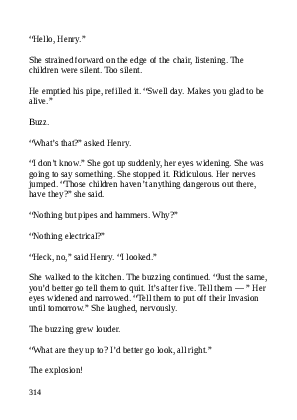 “Hello, Henry.”
She strained forward on the edge of the chair, listening. The
children were silent. Too silent.
He emptied his pipe, refilled it. “Swell day. Makes you glad to be
alive.”
Buzz.
“What’s that?” asked Henry.
“I don’t know.” She got up suddenly, her eyes widening. She was
going to say something. She stopped it. Ridiculous. Her nerves
jumped. “Those children haven’t anything dangerous out there,
have they?” she said.
“Nothing but pipes and hammers. Why?”
“Nothing electrical?”
“Heck, no,” said Henry. “I looked.”
She walked to the kitchen. The buzzing continued. “Just the same,
you’d better go tell them to quit. It’s after five. Tell them — ” Her
eyes widened and narrowed. “Tell them to put off their Invasion
until tomorrow.” She laughed, nervously.
The buzzing grew louder.
“What are they up to? I’d better go look, all right.”
The explosion!
314